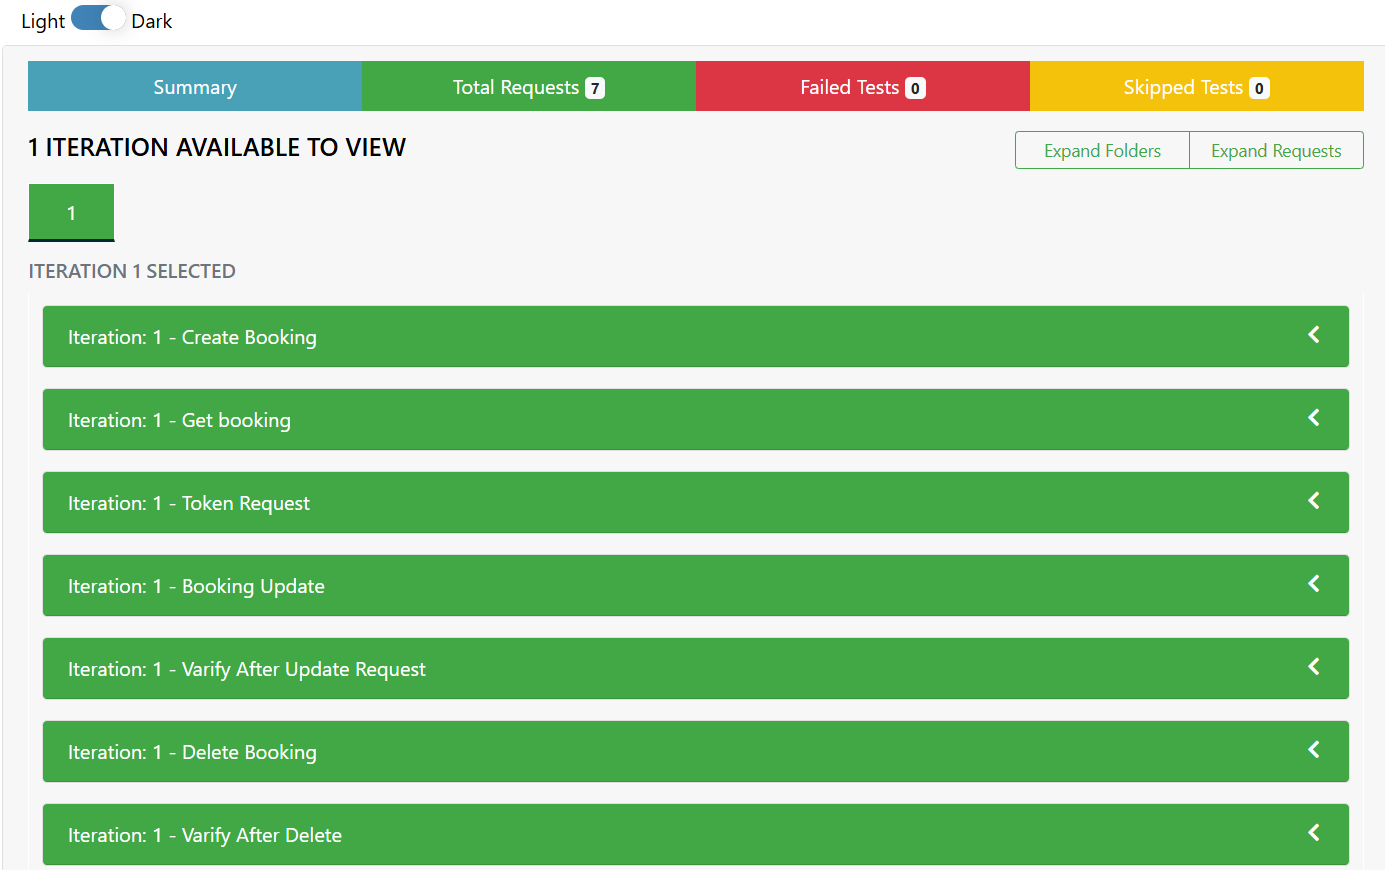 Light Dark
Summary Total Requests 7 Failed Tests 0 Skipped Tests 0
1 ITERATION AVAILABLE TO VIEW Expand Folders Expand Requests
1
ITERATION 1 SELECTED
Iteration: 1 - Create Booking
Iteration: 1 - Get booking
Iteration: 1 - Token Request
Iteration: 1 - Booking Update
Iteration: 1 - Varify After Update Request
Iteration: 1 - Delete Booking
Iteration: 1 - Varify After Delete